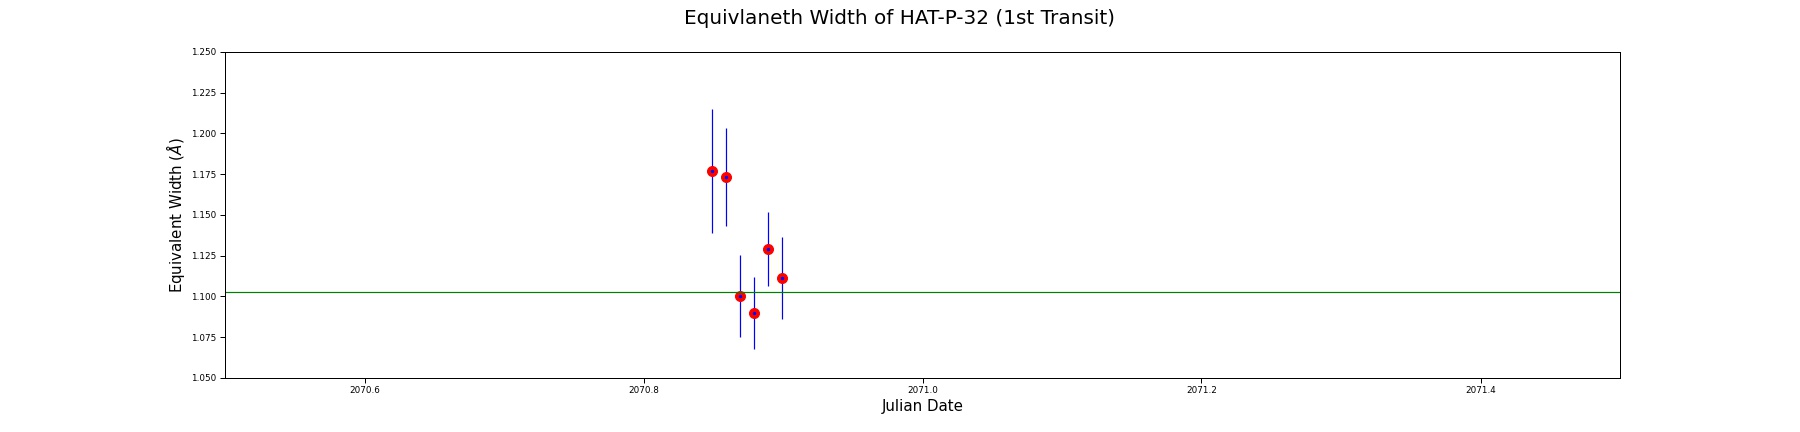 Equivlaneth Width of HAT-P-32 (1st Transit)
1.250
1.225
1.200
1.175
1.150
1.125
1.100
1.075
1.050
Equivalent Width (Å)
2070.6 2070.8 2071.0 2071.2 2071.4
Julian Date